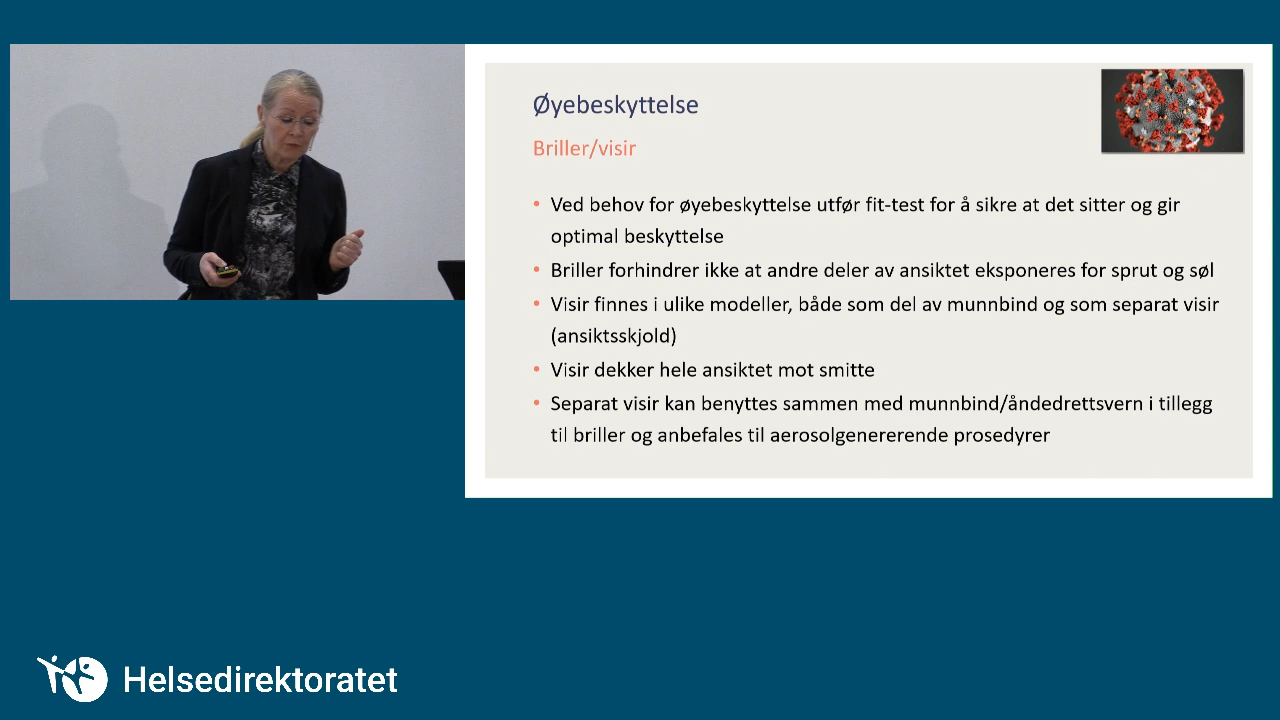 Øyebeskyttelse
Briller/visir
• Ved behov for øyebeskyttelse utfør fit-test for å sikre at det sitter og gir
optimal beskyttelse
• Briller forhindrer ikke at andre deler av ansiktet eksponeres for sprut og søl
• Visir finnes i ulike modeller, både som del av munnbind og som separat visir
(ansiktsskjold)
• Visir dekker hele ansiktet mot smitte
• Separat visir kan benyttes sammen med munnbind/åndedrettsvern i tillegg
til briller og anbefales til aerosolgenererende prosedyrer
Helsedirektoratet